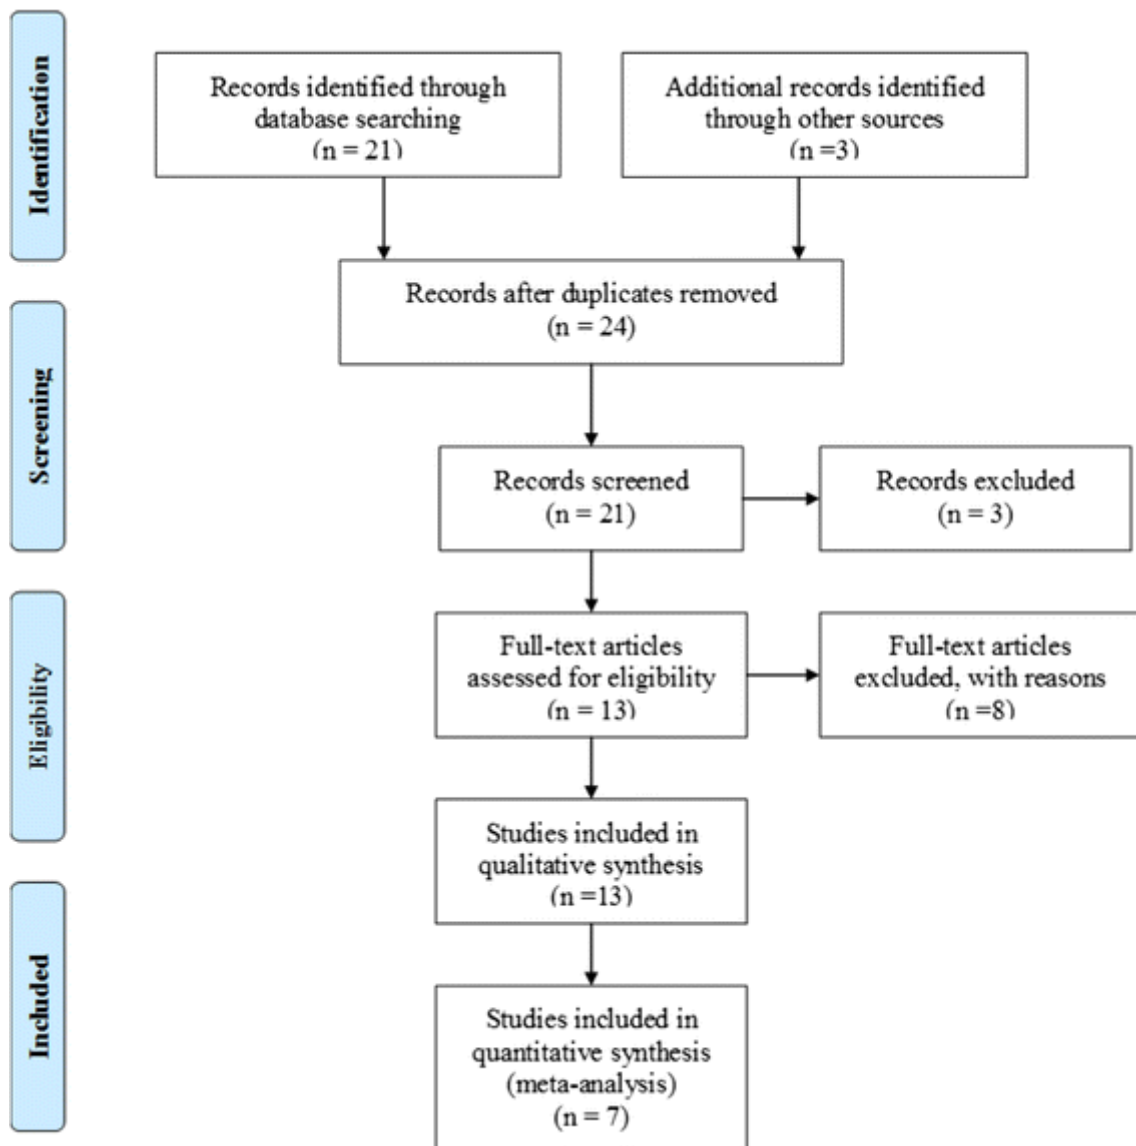 Identification
Records identified through
database searching
(n = 21)
Additional records identified
through other sources
(n =3)
Records after duplicates removed
(n = 24)
Screening
Records screened
(n = 21)
Records excluded
(n = 3)
Eligibility
Full-text articles
assessed for eligibility
(n = 13)
Full-text articles
excluded, with reasons
(n =8)
Studies included in
qualitative synthesis
(n =13)
Included
Studies included in
quantitative synthesis
(meta-analysis)
(n = 7)